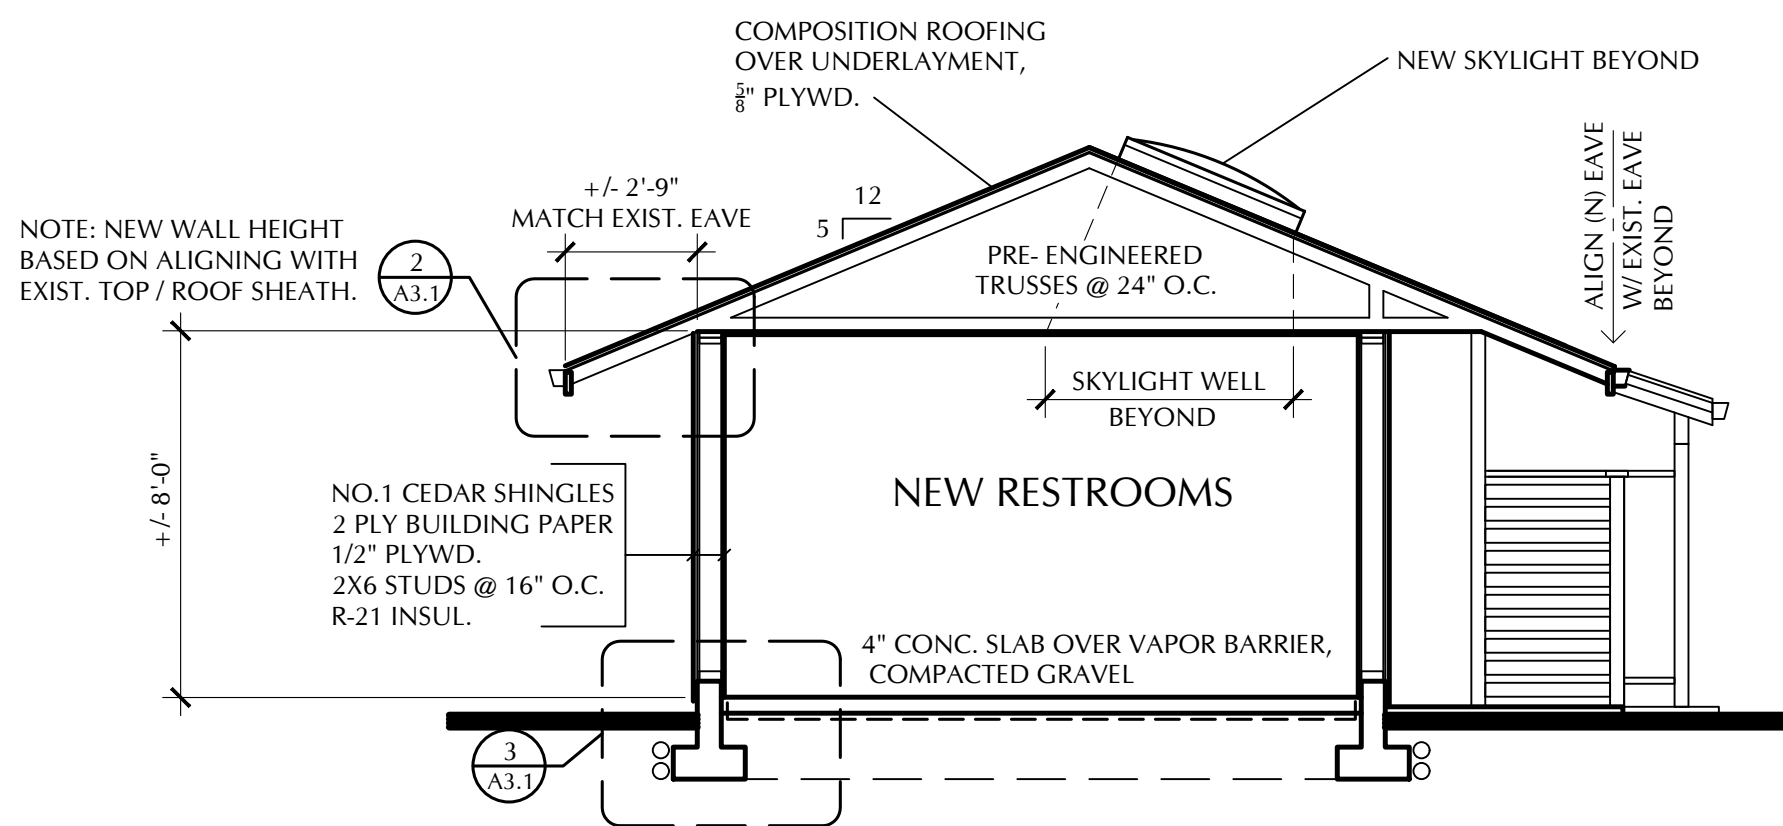 COMPOSITION ROOFING
OVER UNDERLAYMENT,
5/8" PLYWD.
NEW SKYLIGHT BEYOND
ALIGN (N) EAVE
W/ EXIST. EAVE
BEYOND
+/- 2'-9"
MATCH EXIST. EAVE
12
5
NOTE: NEW WALL HEIGHT
BASED ON ALIGNING WITH
EXIST. TOP / ROOF SHEATH.
2
A3.1
PRE- ENGINEERED
TRUSSES @ 24" O.C.
SKYLIGHT WELL
BEYOND
+/- 8'-0"
NO.1 CEDAR SHINGLES
2 PLY BUILDING PAPER
1/2" PLYWD.
2X6 STUDS @ 16" O.C.
R-21 INSUL.
NEW RESTROOMS
4" CONC. SLAB OVER VAPOR BARRIER,
COMPACTED GRAVEL
3
A3.1